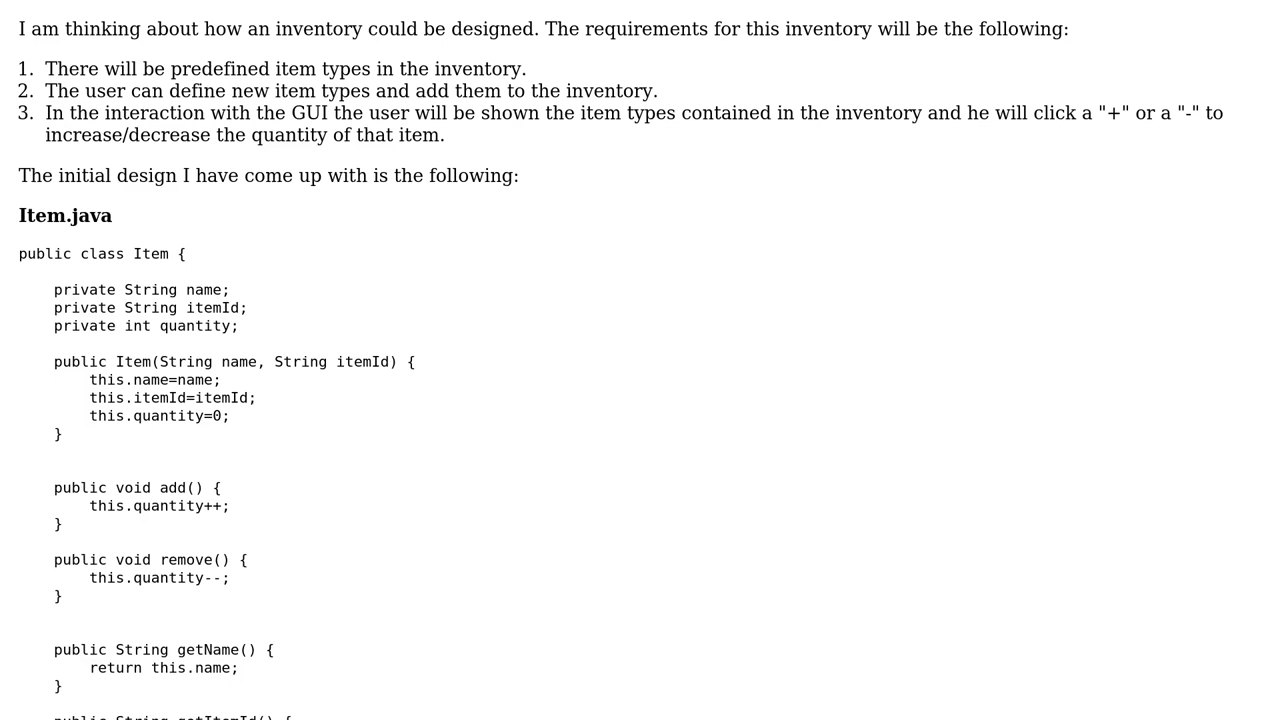 I am thinking about how an inventory could be designed. The requirements for this inventory will be the following:
1. There will be predefined item types in the inventory.
2. The user can define new item types and add them to the inventory.
3. In the interaction with the GUI the user will be shown the item types contained in the inventory and he will click a "+" or a "-" to
increase/decrease the quantity of that item.
The initial design I have come up with is the following:
Item.java
public class Item {
    private String name;
    private String itemId;
    private int quantity;
    public Item(String name, String itemId) {
        this.name=name;
        this.itemId=itemId;
        this.quantity=0;
    }
    public void add() {
        this.quantity++;
    }
    public void remove() {
        this.quantity--;
    }
    public String getName() {
        return this.name;
    }
    public String getItemId() {